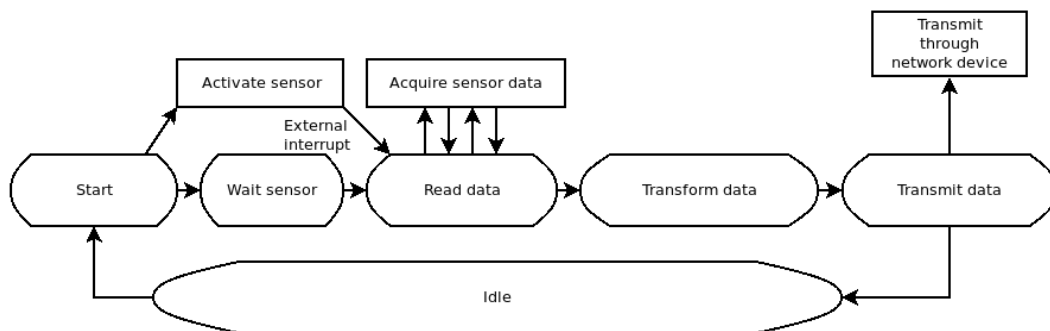 Transmit
through
network device
Activate sensor
Acquire sensor data
External
interrupt
Start
Wait sensor
Read data
Transform data
Transmit data
Idle